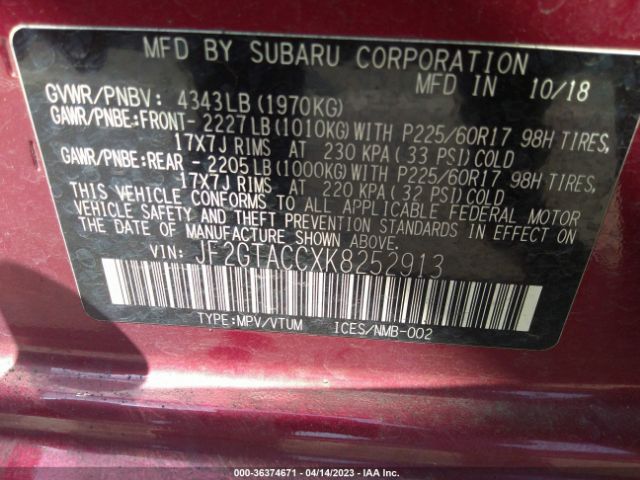 MFD BY SUBARU CORPORATION
MFD IN 10/18
GVWR/PNBV: 4343LB(1970KG)
GAWR/PNBE:FRONT- 2227LB(1010KG)WITH P225/60R17 98H TIRES,
17X7J RIMS AT 230 KPA( 33 PSI)COLD
GAWR/PNBE:REAR - 2205LB(1000KG)WITH P225/60R17 98H TIRES,
17X7J RIMS AT 220 KPA( 32 PSI)COLD
THIS VEHICLE CONFORMS TO ALL APPLICABLE FEDERAL MOTOR
VEHICLE SAFETY AND THEFT PREVENTION STANDARDS IN EFFECT ON
THE DATE OF MANUFACTURE SHOWN ABOVE.
VIN: JF2GTACCXK8252913
TYPE:MPV/VTUM ICES/NMB-002
000-36374671 - 04/14/2023 - IAA Inc.